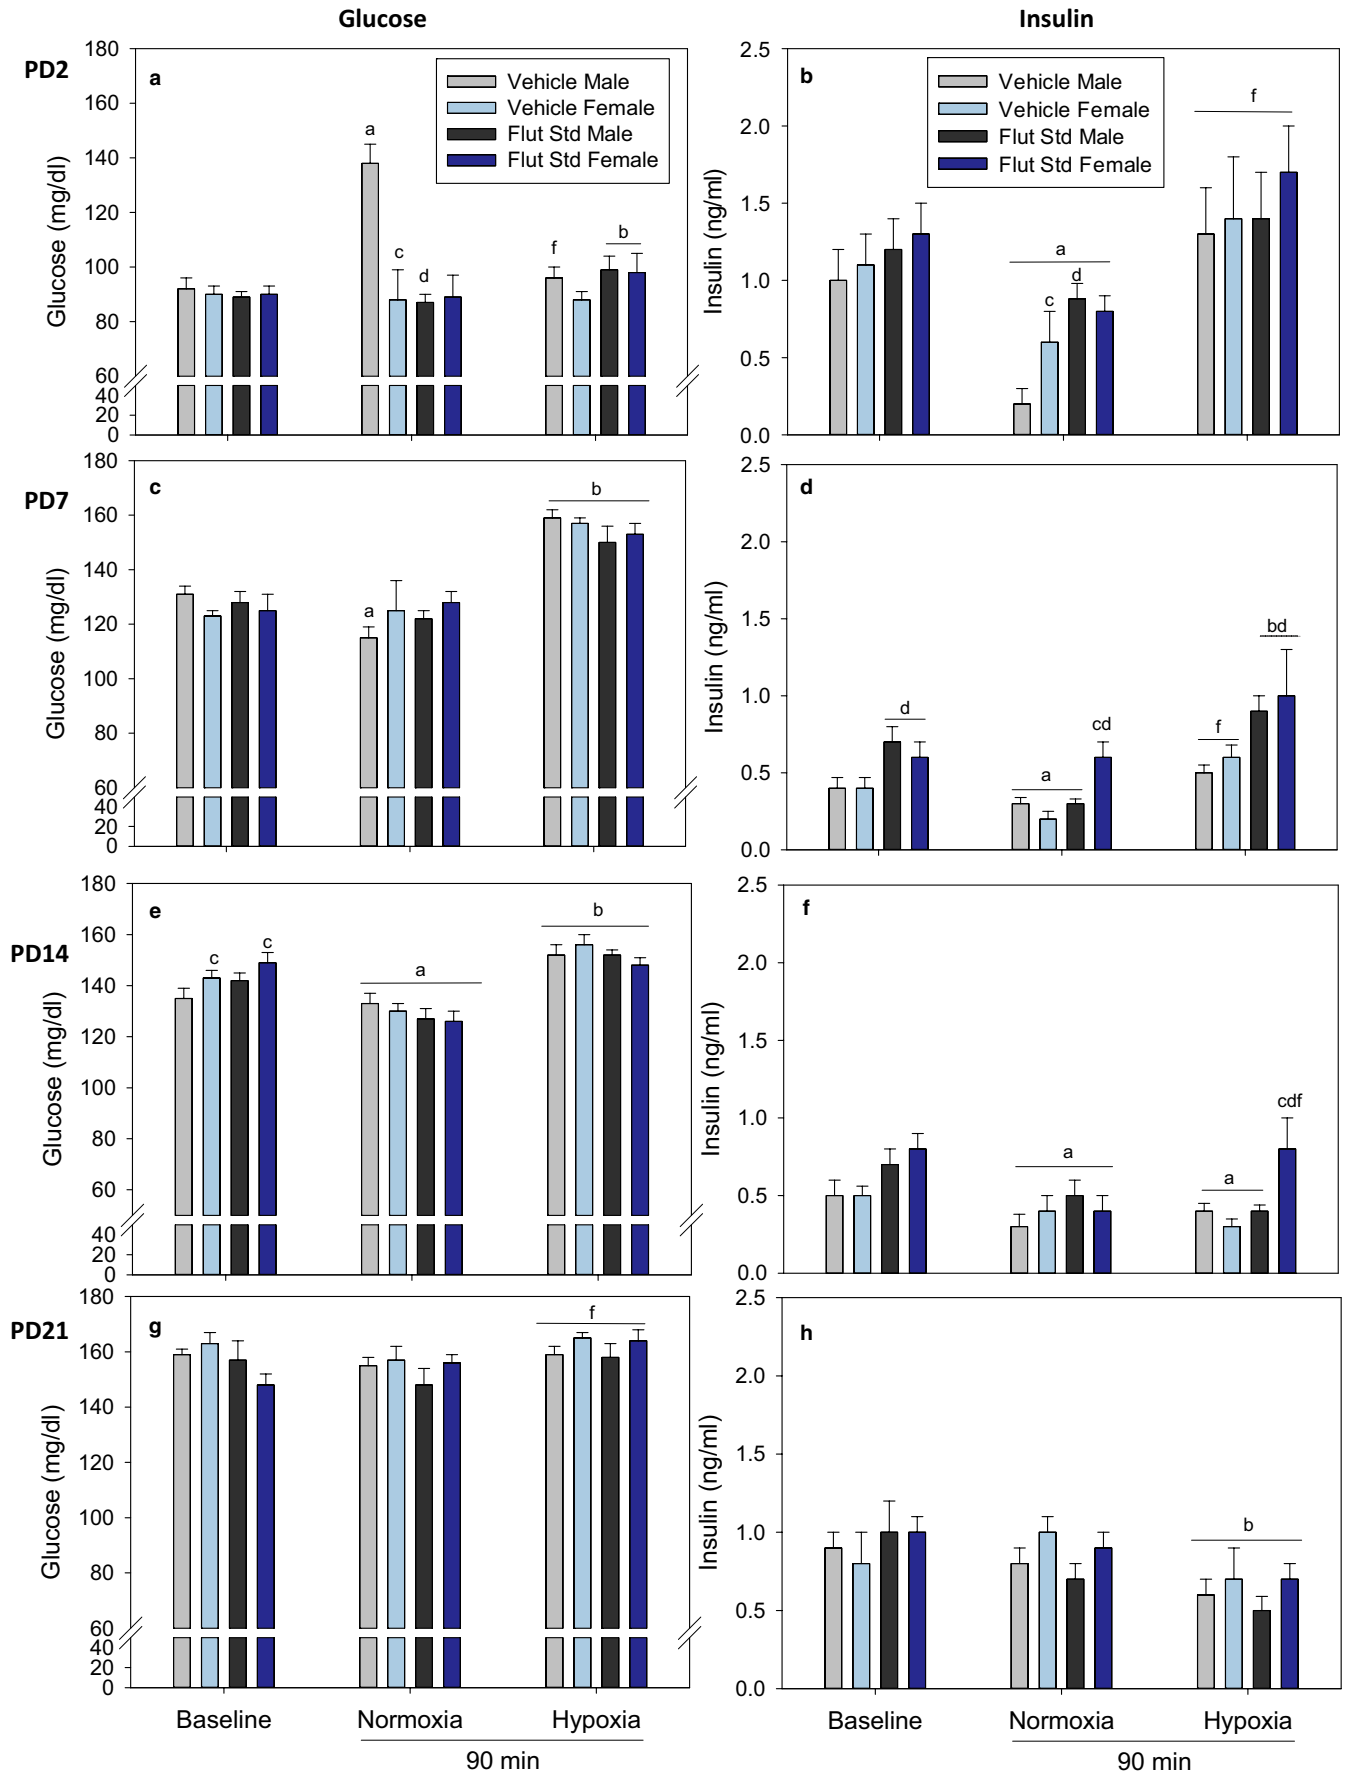 Glucose
Insulin
PD2
a
180
160
140
120
100
80
60
40
20
0
Glucose (mg/dl)
Vehicle Male
Vehicle Female
Flut Std Male
Flut Std Female
a
c
d
f
b
b
2.5
2.0
1.5
1.0
0.5
0.0
Insulin (ng/ml)
Vehicle Male
Vehicle Female
Flut Std Male
Flut Std Female
a
c
d
f
PD7
c
180
160
140
120
100
80
60
40
20
0
Glucose (mg/dl)
a
b
d
2.5
2.0
1.5
1.0
0.5
0.0
Insulin (ng/ml)
d
a
cd
f
bd
PD14
e
180
160
140
120
100
80
60
40
20
0
Glucose (mg/dl)
c
c
a
b
f
2.5
2.0
1.5
1.0
0.5
0.0
Insulin (ng/ml)
a
a
cdf
PD21
g
180
160
140
120
100
80
60
40
20
0
Glucose (mg/dl)
f
Baseline
Normoxia
Hypoxia
90 min
h
2.5
2.0
1.5
1.0
0.5
0.0
Insulin (ng/ml)
b
Baseline
Normoxia
Hypoxia
90 min